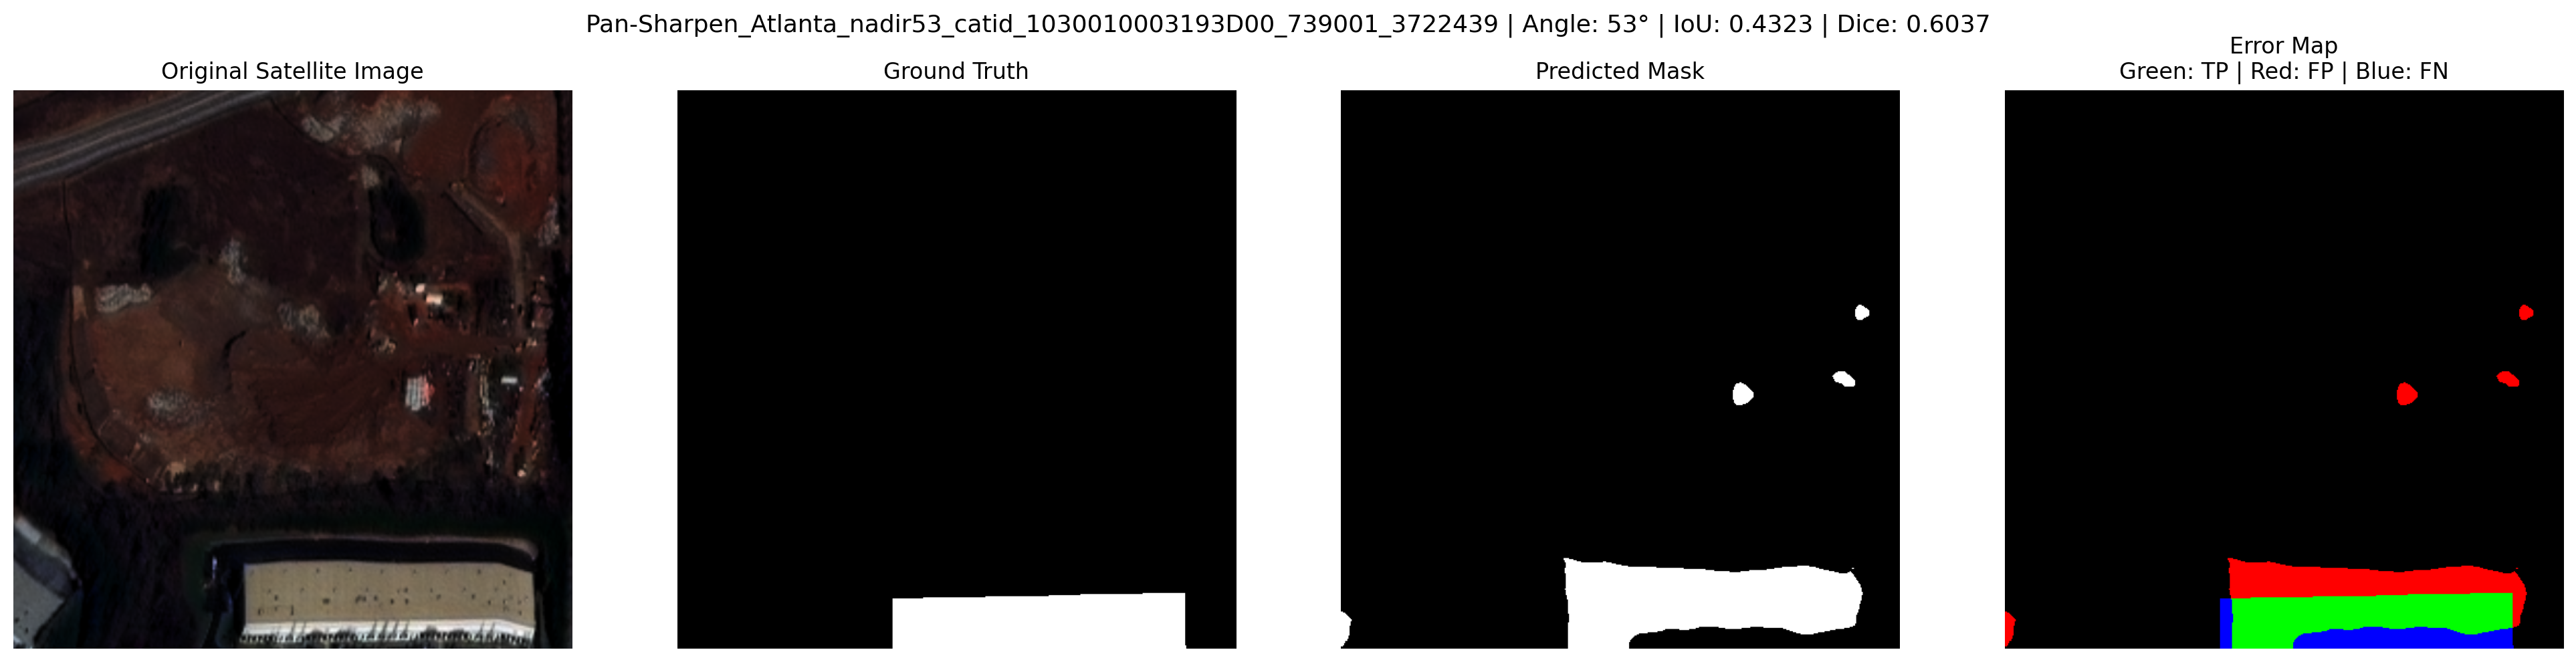 Pan-Sharpen_Atlanta_nadir53_catid_1030010003193D00_739001_3722439 | Angle: 53° | IoU: 0.4323 | Dice: 0.6037
Original Satellite Image
Ground Truth
Predicted Mask
Error Map
Green: TP | Red: FP | Blue: FN